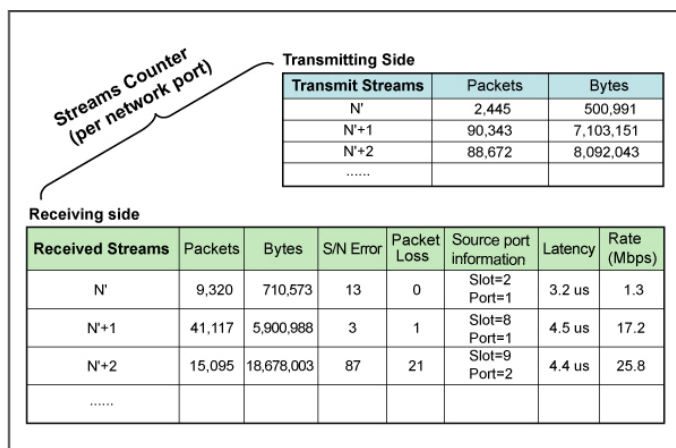 Streams Counter
(per network port)
Transmitting Side
Transmit Streams Packets Bytes
N' 2,445 500,991
N'+1 90,343 7,103,151
N'+2 88,672 8,092,043
......
Receiving side
Received Streams Packets Bytes S/N Error Packet Loss Source port information Latency Rate (Mbps)
N' 9,320 710,573 13 0 Slot=2 Port=1 3.2 us 1.3
N'+1 41,117 5,900,988 3 1 Slot=8 Port=1 4.5 us 17.2
N'+2 15,095 18,678,003 87 21 Slot=9 Port=2 4.4 us 25.8
......